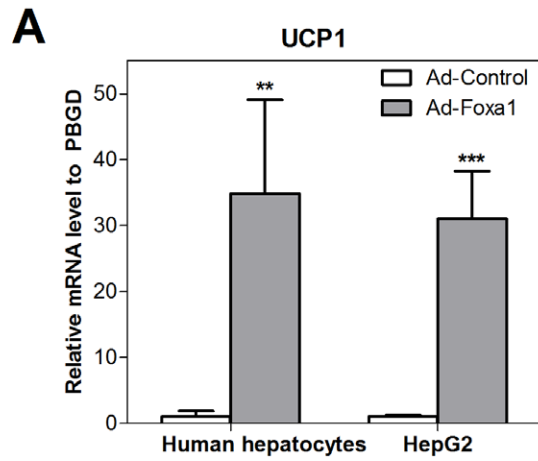 A
UCP1
Ad-Control
Ad-Foxa1
Relative mRNA level to PBGD
50
40
30
20
10
0
**
***
Human hepatocytes
HepG2